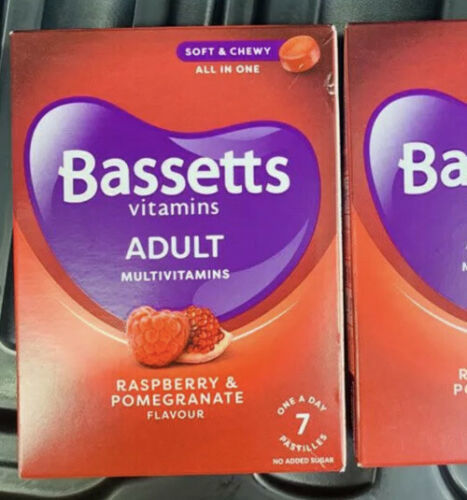 SOFT & CHEWY
ALL IN ONE
Bassetts
vitamins
ADULT
MULTIVITAMINS
RASPBERRY &
POMEGRANATE
FLAVOUR
ONE A DAY
7
PASTILLES
NO ADDED SUGAR
Ba
M
R
P